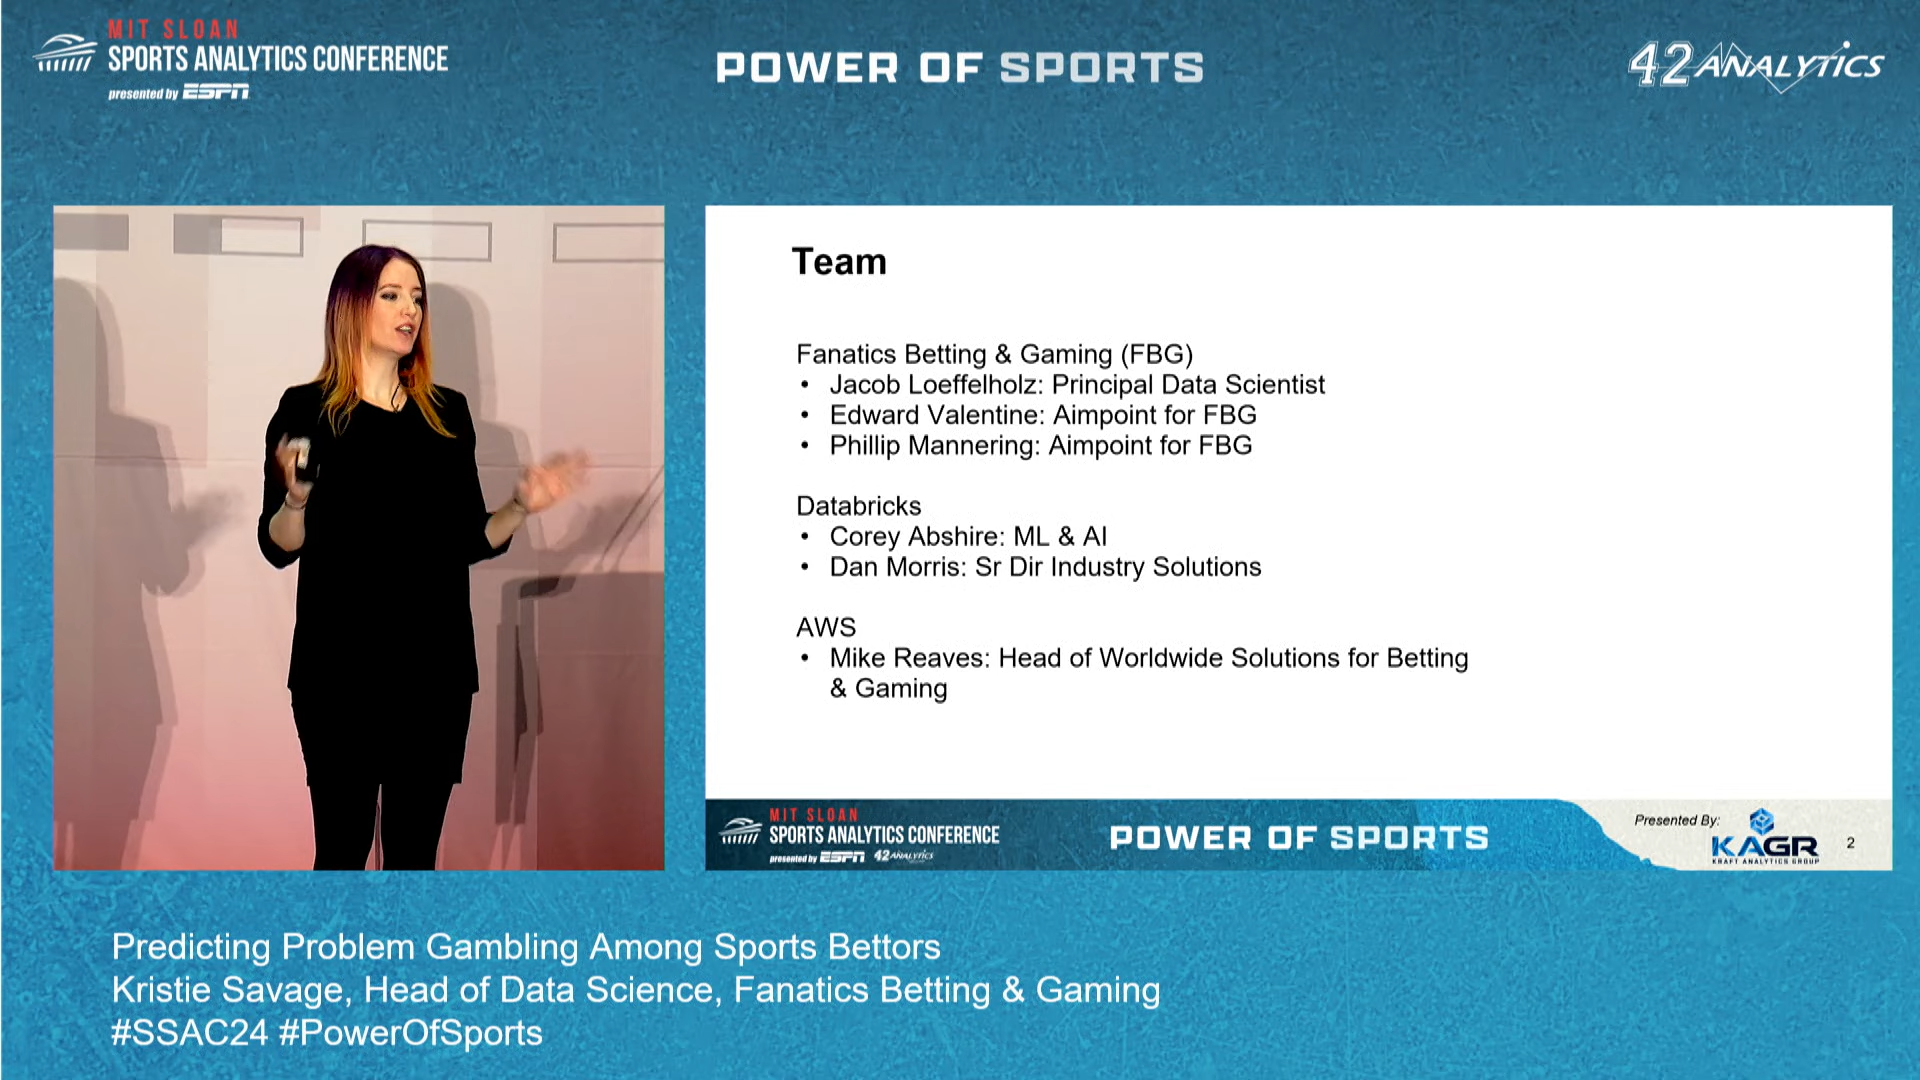 MIT SLOAN
SPORTS ANALYTICS CONFERENCE
presented by ESPN
POWER OF SPORTS
42 ANALYTICS
Team
Fanatics Betting & Gaming (FBG)
• Jacob Loeffelholz: Principal Data Scientist
• Edward Valentine: Aimpoint for FBG
• Phillip Mannering: Aimpoint for FBG
Databricks
• Corey Abshire: ML & AI
• Dan Morris: Sr Dir Industry Solutions
AWS
• Mike Reaves: Head of Worldwide Solutions for Betting
& Gaming
MIT SLOAN
SPORTS ANALYTICS CONFERENCE
presented by ESPN 42 ANALYTICS
POWER OF SPORTS
Presented By:
KAGR
KRAFT ANALYTICS GROUP
2
Predicting Problem Gambling Among Sports Bettors
Kristie Savage, Head of Data Science, Fanatics Betting & Gaming
#SSAC24 #PowerOfSports